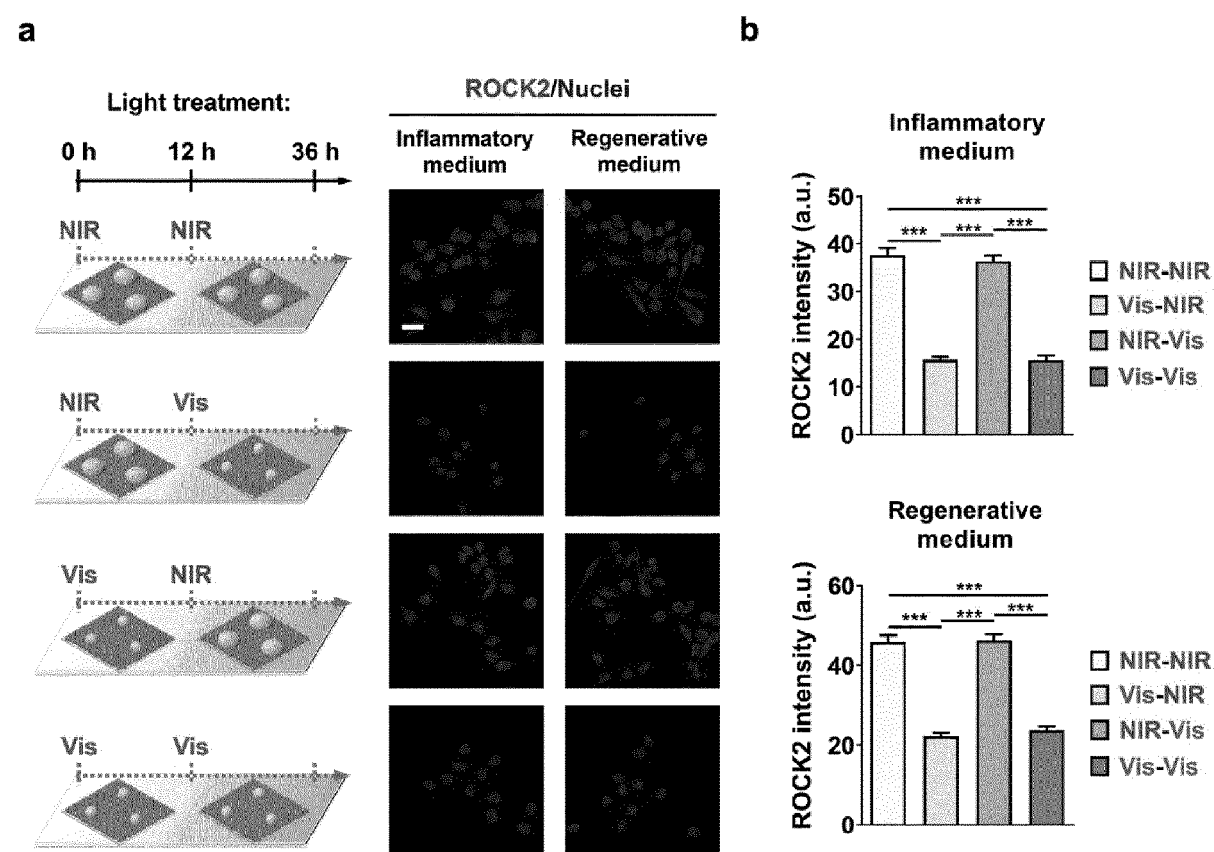 a
Light treatment:
0 h 12 h 36 h
NIR NIR
NIR Vis
Vis NIR
Vis Vis
ROCK2/Nuclei
Inflammatory
medium
Regenerative
medium
b
Inflammatory
medium
ROCK2 intensity (a.u.)
50
40
30
20
10
0
***
*** *** ***
NIR-NIR
Vis-NIR
NIR-Vis
Vis-Vis
Regenerative
medium
ROCK2 intensity (a.u.)
60
40
20
0
***
*** *** ***
NIR-NIR
Vis-NIR
NIR-Vis
Vis-Vis